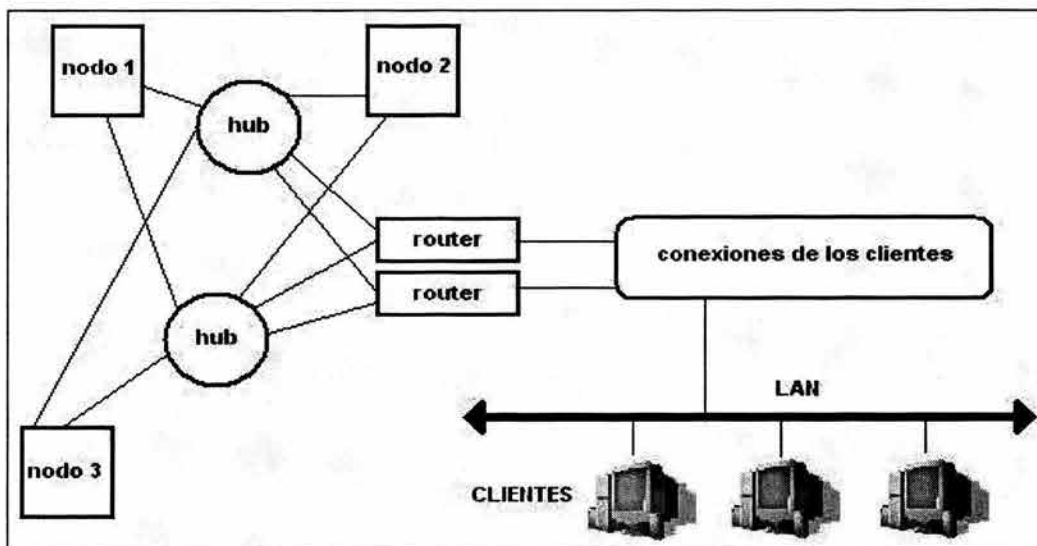 nodo 1
nodo 2
hub
router
conexiones de los clientes
router
hub
LAN
nodo 3
CLIENTES